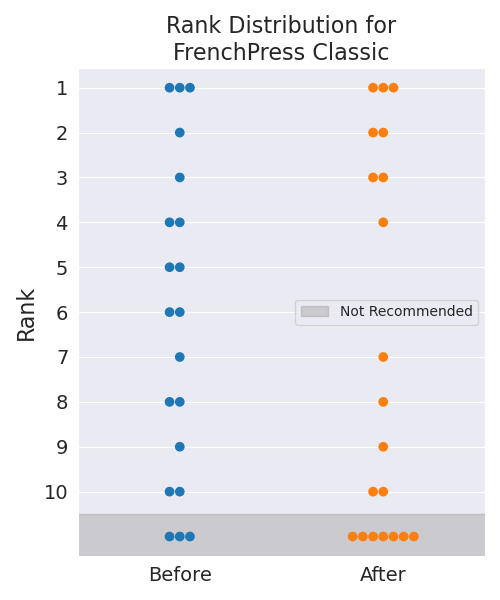 Rank Distribution for
FrenchPress Classic
Rank
1
2
3
4
5
6
7
8
9
10
Not Recommended
Before
After